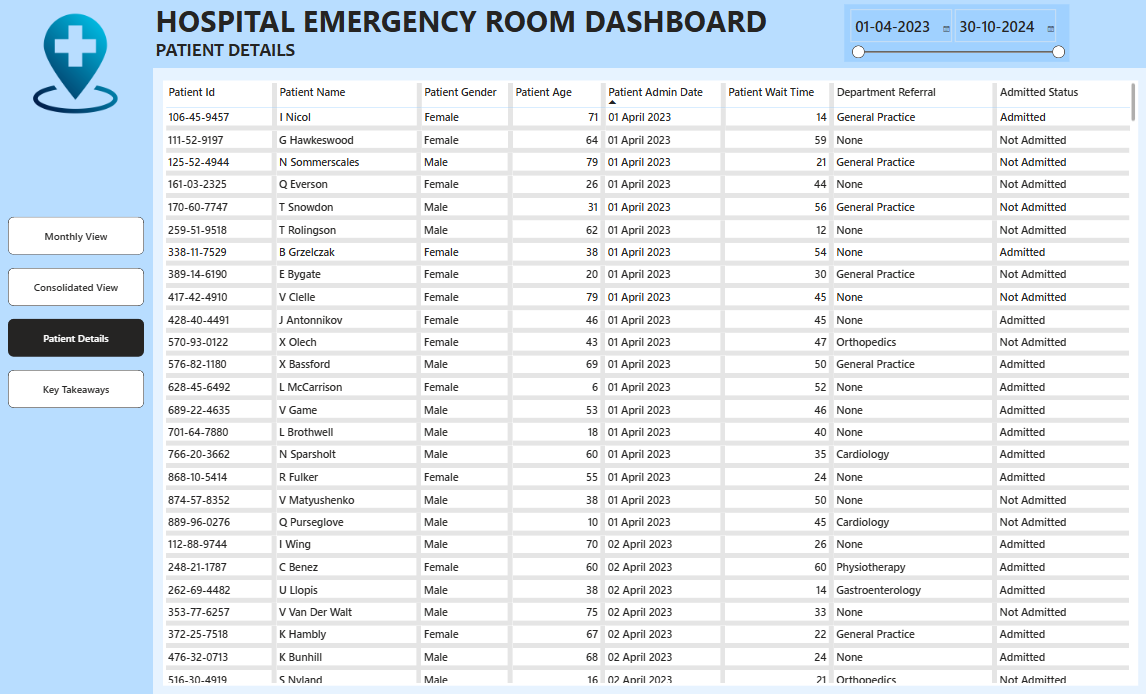 HOSPITAL EMERGENCY ROOM DASHBOARD
PATIENT DETAILS
01-04-2023 30-10-2024
Monthly View
Consolidated View
Patient Details
Key Takeaways
Patient Id Patient Name Patient Gender Patient Age Patient Admin Date Patient Wait Time Department Referral Admitted Status
106-45-9457 I Nicol Female 71 01 April 2023 14 General Practice Admitted
111-52-9197 G Hawkeswood Female 64 01 April 2023 59 None Not Admitted
125-52-4944 N Sommerscales Male 79 01 April 2023 21 General Practice Not Admitted
161-03-2325 Q Everson Female 26 01 April 2023 44 None Not Admitted
170-60-7747 T Snowdon Male 31 01 April 2023 56 General Practice Not Admitted
259-51-9518 T Rolingson Male 62 01 April 2023 12 None Not Admitted
338-11-7529 B Grzelczak Female 38 01 April 2023 54 None Admitted
389-14-6190 E Bygate Female 20 01 April 2023 30 General Practice Not Admitted
417-42-4910 V Clelle Female 79 01 April 2023 45 None Not Admitted
428-40-4491 J Antonnikov Female 46 01 April 2023 45 None Admitted
570-93-0122 X Olech Female 43 01 April 2023 47 Orthopedics Not Admitted
576-82-1180 X Bassford Male 69 01 April 2023 50 General Practice Admitted
628-45-6492 L McCarrison Female 6 01 April 2023 52 None Admitted
689-22-4635 V Game Male 53 01 April 2023 46 None Admitted
701-64-7880 L Brothwell Male 18 01 April 2023 40 None Admitted
766-20-3662 N Sparsholt Male 60 01 April 2023 35 Cardiology Admitted
868-10-5414 R Fulker Female 55 01 April 2023 24 None Admitted
874-57-8352 V Matyushenko Male 38 01 April 2023 50 None Not Admitted
889-96-0276 Q Purseglove Male 10 01 April 2023 45 Cardiology Not Admitted
112-88-9744 I Wing Male 70 02 April 2023 26 None Admitted
248-21-1787 C Benez Female 60 02 April 2023 60 Physiotherapy Admitted
262-69-4482 U Llopis Male 38 02 April 2023 14 Gastroenterology Admitted
353-77-6257 V Van Der Walt Male 75 02 April 2023 33 None Not Admitted
372-25-7518 K Hambly Female 67 02 April 2023 22 General Practice Admitted
476-32-0713 K Bunhill Male 68 02 April 2023 24 None Admitted
516-30-4919 S Nyland Male 16 02 April 2023 21 Orthopedics Not Admitted